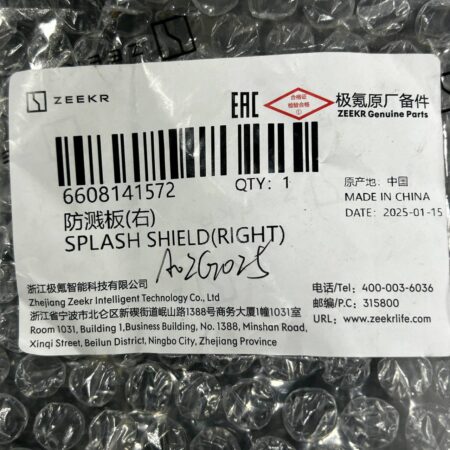 ZEEKR
EAC
合格证
检验合格
①
极氪原厂备件
ZEEKR Genuine Parts
6608141572
QTY: 1
防溅板(右)
SPLASH SHIELD(RIGHT)
原产地: 中国
MADE IN CHINA
DATE: 2025-01-15
A02G2025
浙江极氪智能科技有限公司
Zhejiang Zeekr Intelligent Technology Co., Ltd
浙江省宁波市北仑区新碶街道岷山路1388号商务大厦1幢1031室
Room 1031, Building 1,Business Building, No. 1388, Minshan Road,
Xinqi Street, Beilun District, Ningbo City, Zhejiang Province
电话/Tel: 400-003-6036
邮编/P.C: 315800
URL: www.zeekrlife.com